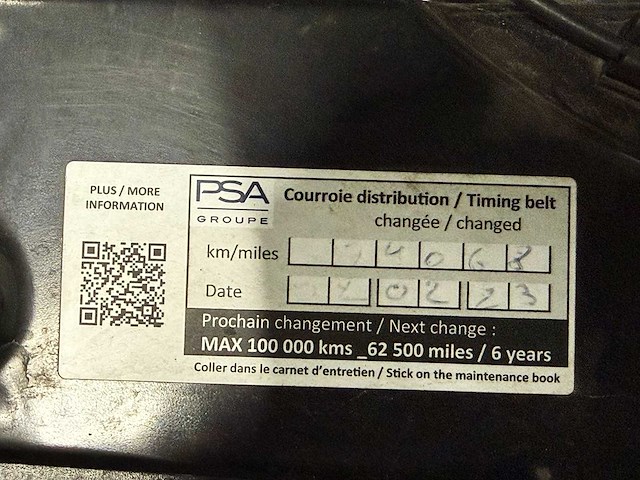 PLUS / MORE
INFORMATION
PSA
GROUPE
Courroie distribution / Timing belt
changée / changed
km/miles 74068
Date 02 23
Prochain changement / Next change :
MAX 100 000 kms _62 500 miles / 6 years
Coller dans le carnet d'entretien / Stick on the maintenance book